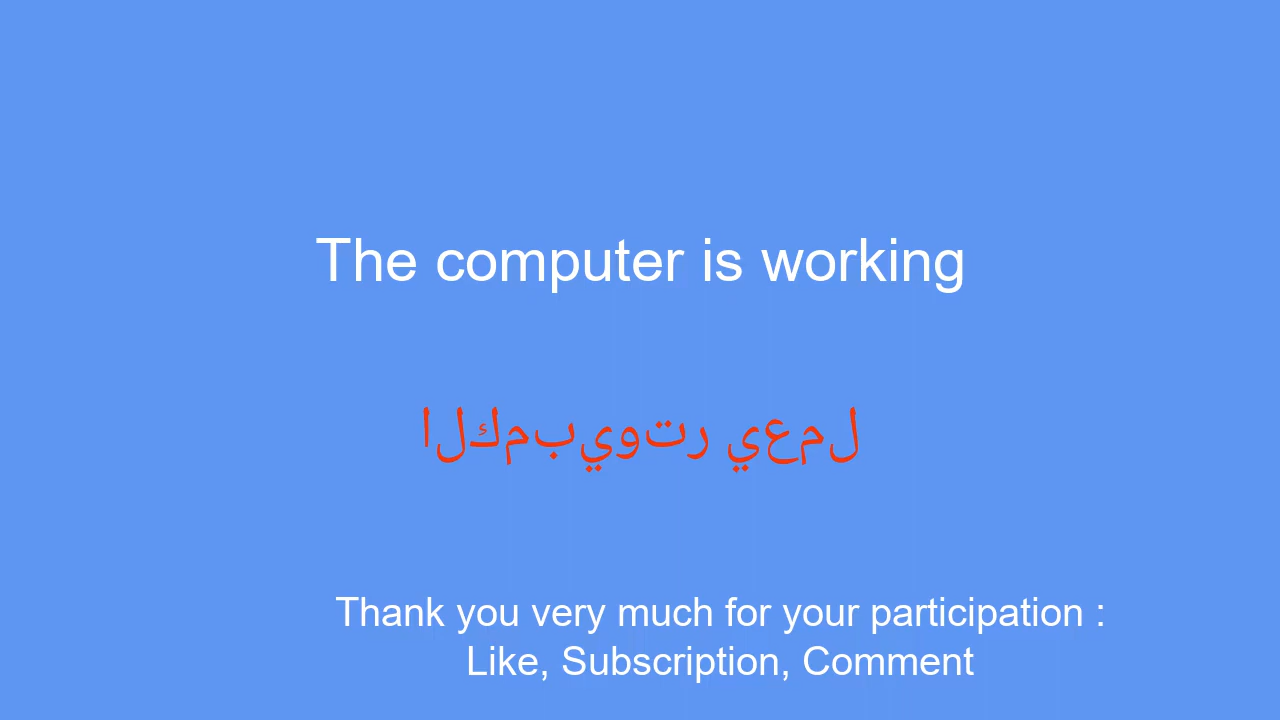 The computer is working
الكمبيوتر يعمل
Thank you very much for your participation :
Like, Subscription, Comment